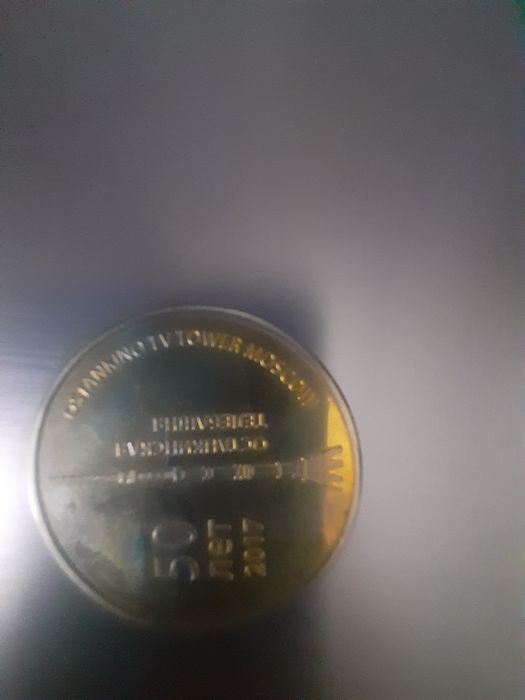 OSTANKINO TV TOWER MOSCOW
ОСТАНКИНСКАЯ
ТЕЛЕБАШНЯ
50
лет
2017